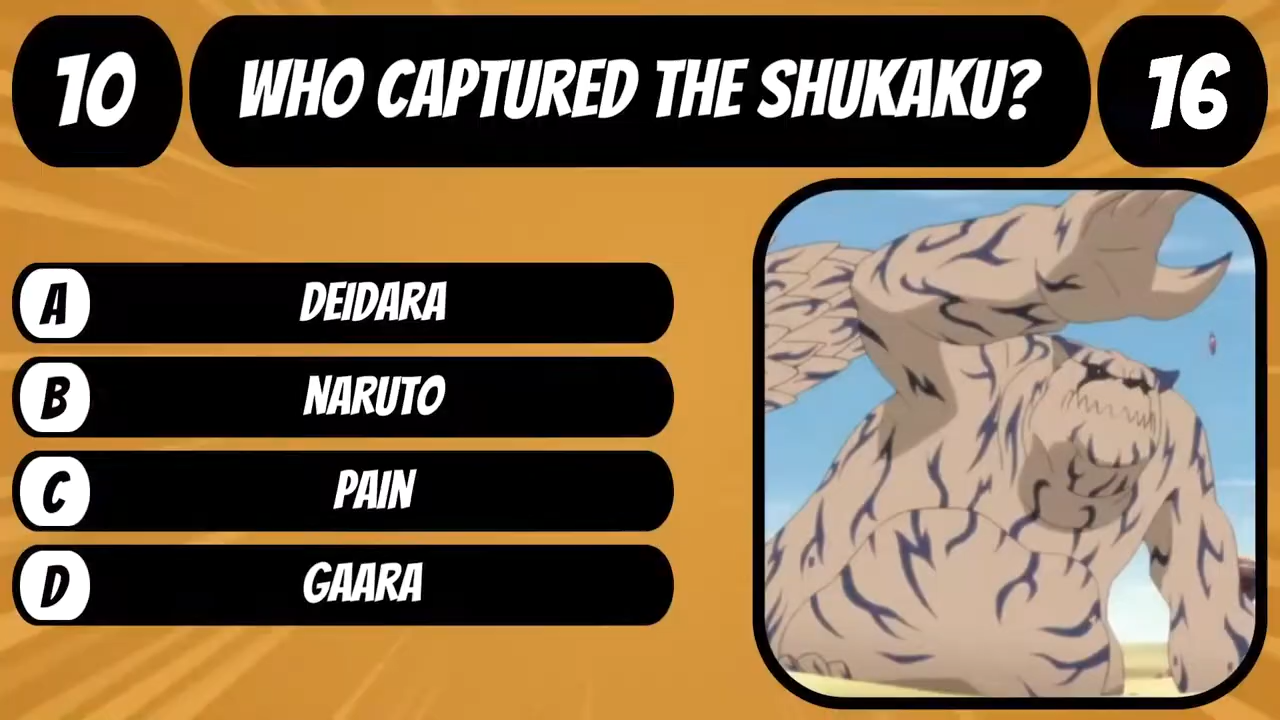 10
WHO CAPTURED THE SHUKAKU?
16
A
DEIDARA
B
NARUTO
C
PAIN
D
GAARA